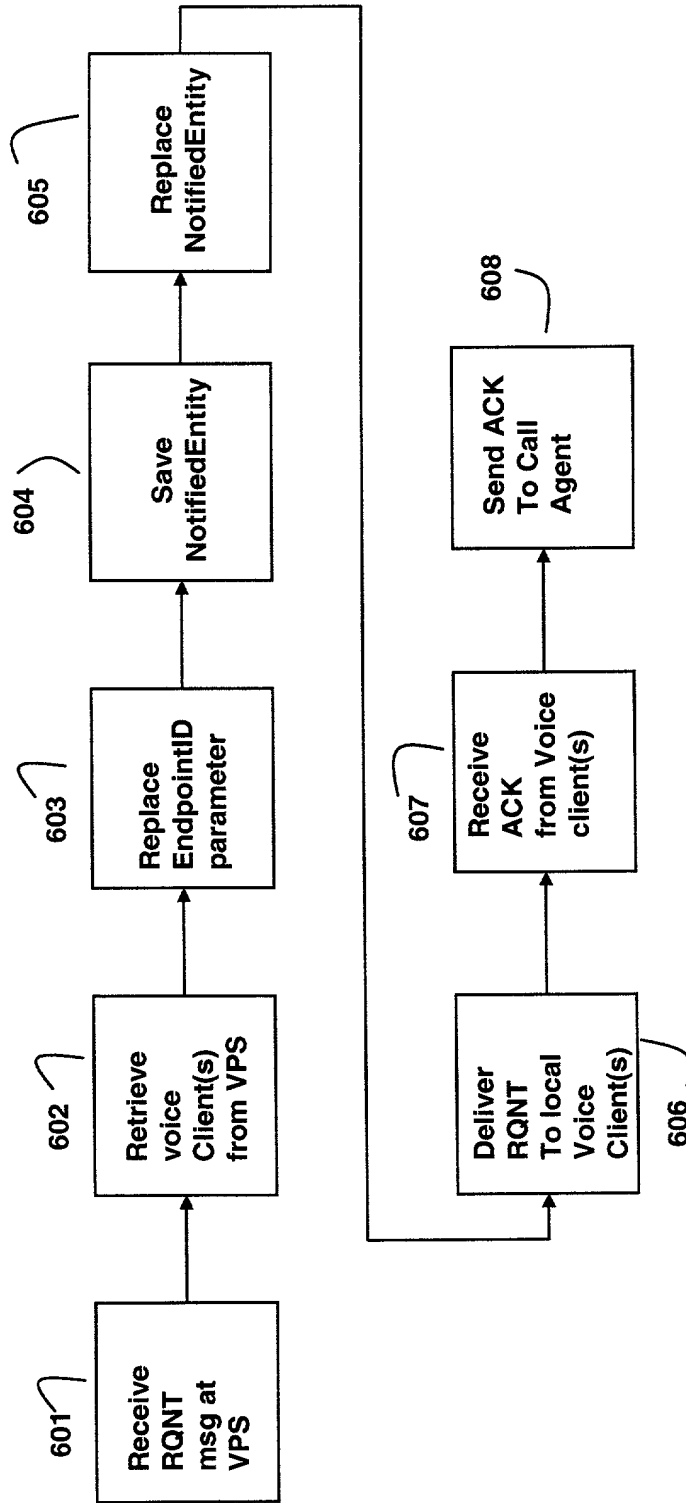 601
Receive
RQNT
msg at
VPS
602
Retrieve
voice
Client(s)
from VPS
603
Replace
EndpointID
parameter
604
Save
NotifiedEntity
605
Replace
NotifiedEntity
606
Deliver
RQNT
To local
Voice
Client(s)
607
Receive
ACK
from Voice
client(s)
608
Send ACK
To Call
Agent